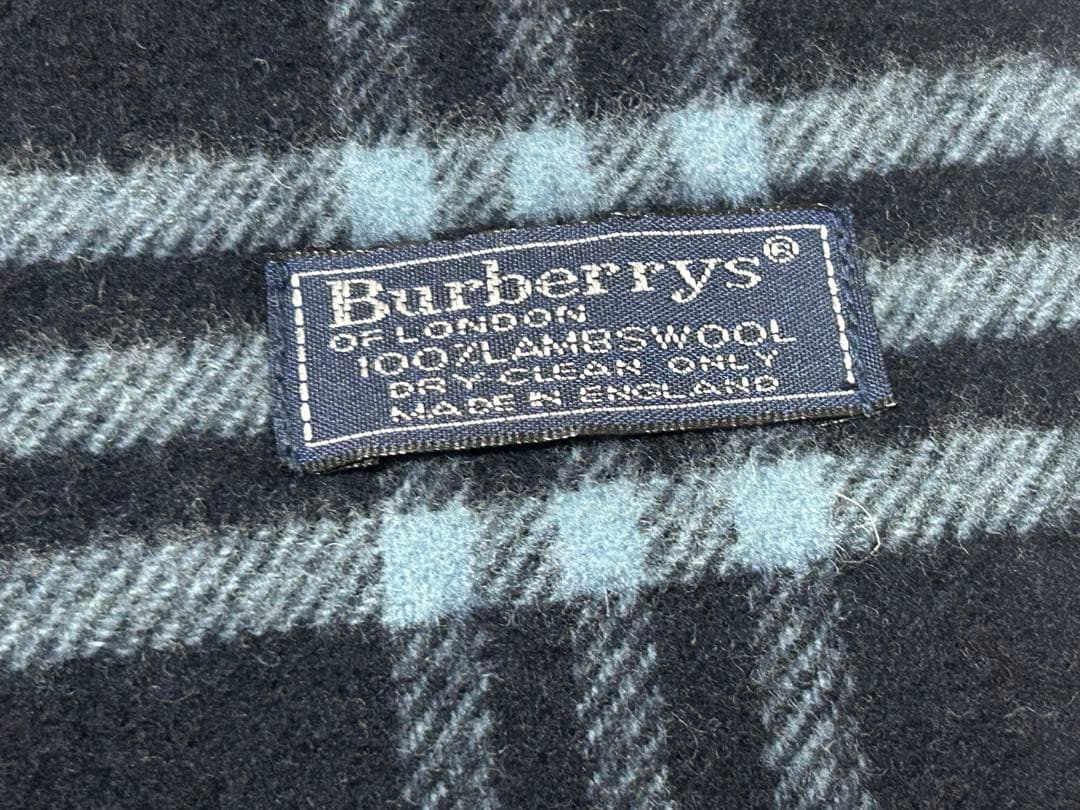 Burberrys®
OF LONDON
100%LAMBSWOOL
DRY CLEAN ONLY
MADE IN ENGLAND